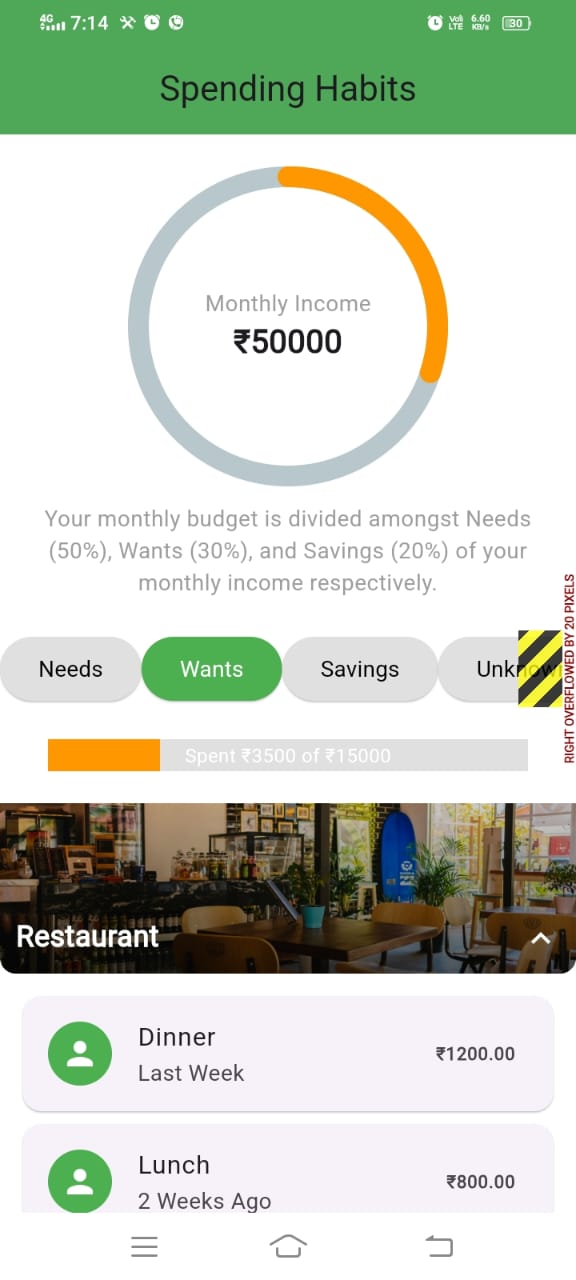 4G 7:14 Vo)) LTE 6.60 KB/s 30
Spending Habits
Monthly Income
₹50000
Your monthly budget is divided amongst Needs
(50%), Wants (30%), and Savings (20%) of your
monthly income respectively.
Needs Wants Savings Unknown
RIGHT OVERFLOWED BY 20 PIXELS
Spent ₹3500 of ₹15000
Restaurant
Dinner
Last Week
₹1200.00
Lunch
2 Weeks Ago
₹800.00